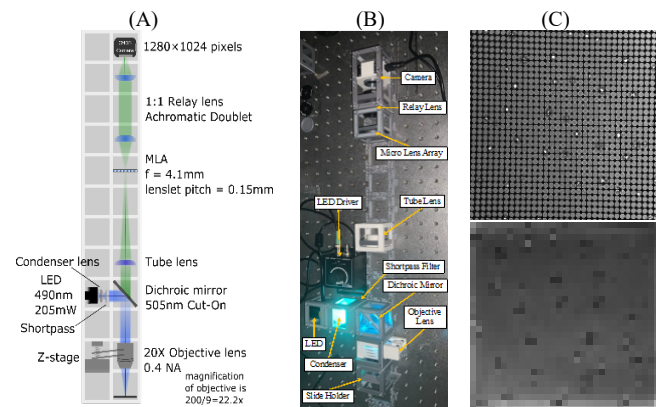 (A)
CMOS
Camera
1280×1024 pixels
1:1 Relay lens
Achromatic Doublet
MLA
f = 4.1mm
lenslet pitch = 0.15mm
Condenser lens
LED
490nm
205mW
Shortpass
Tube lens
Dichroic mirror
505nm Cut-On
Z-stage
20X Objective lens
0.4 NA
magnification
of objective is
200/9=22.2x
(B)
Camera
Relay Lens
Micro Lens Array
LED Driver
Tube Lens
Shortpass Filter
Dichroic Mirror
Objective
Lens
LED
Condenser
Slide Holder
(C)